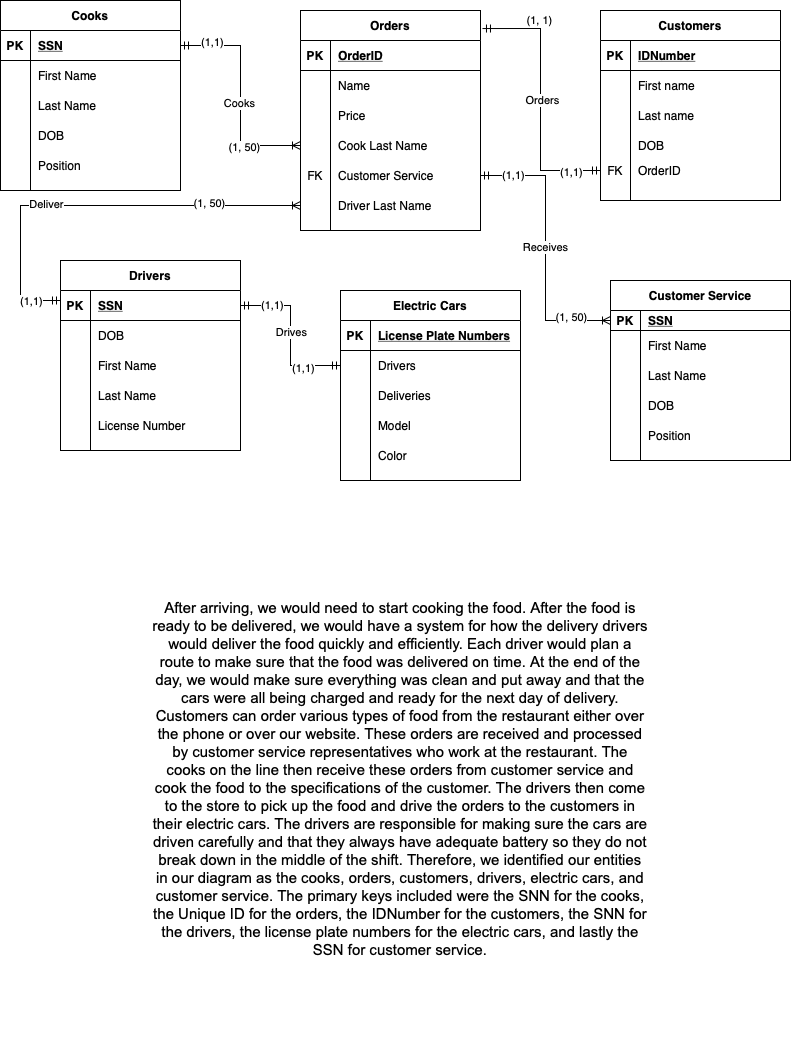 Cooks
PK SSN
First Name
Last Name
DOB
Position
(1,1)
Cooks
(1, 50)
Orders
PK OrderID
Name
Price
Cook Last Name
FK Customer Service
Driver Last Name
(1, 1)
Orders
(1,1)
Customers
PK IDNumber
First name
Last name
DOB
FK OrderID
Deliver
(1, 50)
(1,1)
(1,1)
Receives
(1, 50)
Drivers
PK SSN
DOB
First Name
Last Name
License Number
(1,1)
Drives
(1,1)
Electric Cars
PK License Plate Numbers
Drivers
Deliveries
Model
Color
Customer Service
PK SSN
First Name
Last Name
DOB
Position
After arriving, we would need to start cooking the food. After the food is
ready to be delivered, we would have a system for how the delivery drivers
would deliver the food quickly and efficiently. Each driver would plan a
route to make sure that the food was delivered on time. At the end of the
day, we would make sure everything was clean and put away and that the
cars were all being charged and ready for the next day of delivery.
Customers can order various types of food from the restaurant either over
the phone or over our website. These orders are received and processed
by customer service representatives who work at the restaurant. The
cooks on the line then receive these orders from customer service and
cook the food to the specifications of the customer. The drivers then come
to the store to pick up the food and drive the orders to the customers in
their electric cars. The drivers are responsible for making sure the cars are
driven carefully and that they always have adequate battery so they do not
break down in the middle of the shift. Therefore, we identified our entities
in our diagram as the cooks, orders, customers, drivers, electric cars, and
customer service. The primary keys included were the SNN for the cooks,
the Unique ID for the orders, the IDNumber for the customers, the SNN for
the drivers, the license plate numbers for the electric cars, and lastly the
SSN for customer service.